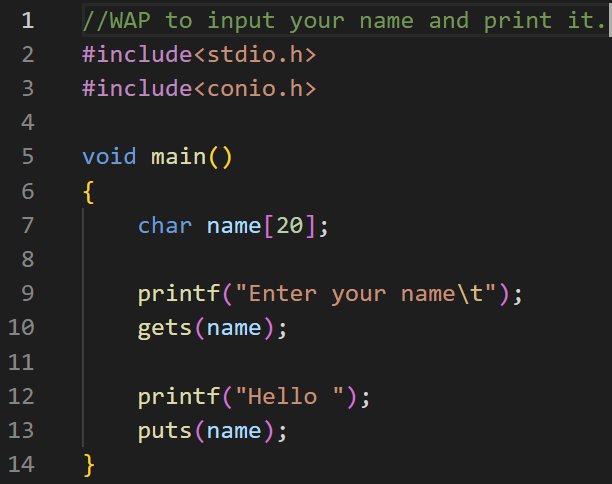 1 //WAP to input your name and print it.
2 #include<stdio.h>
3 #include<conio.h>
4
5 void main()
6 {
7 char name[20];
8
9 printf("Enter your name\t");
10 gets(name);
11
12 printf("Hello ");
13 puts(name);
14 }